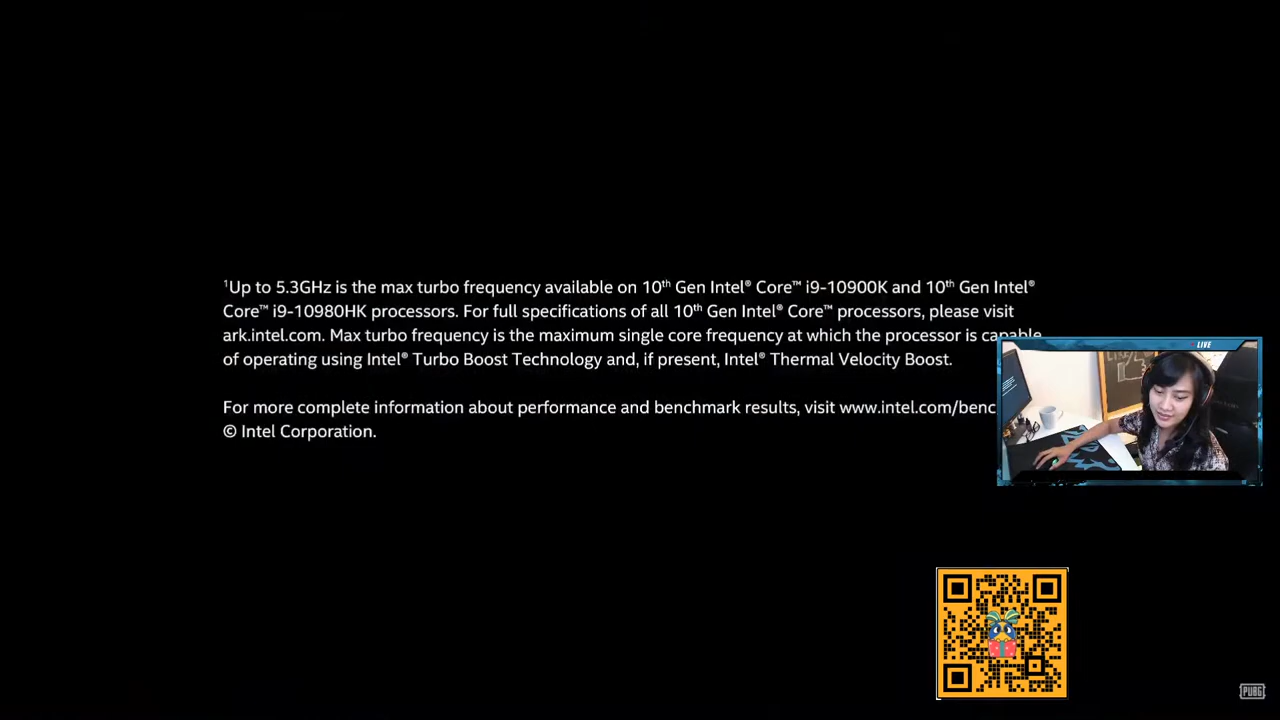 ¹Up to 5.3GHz is the max turbo frequency available on 10ᵗʰ Gen Intel® Core™ i9-10900K and 10ᵗʰ Gen Intel®
Core™ i9-10980HK processors. For full specifications of all 10ᵗʰ Gen Intel® Core™ processors, please visit
ark.intel.com. Max turbo frequency is the maximum single core frequency at which the processor is capable
of operating using Intel® Turbo Boost Technology and, if present, Intel® Thermal Velocity Boost.
LIVE
For more complete information about performance and benchmark results, visit www.intel.com/benc
© Intel Corporation.
PUBG